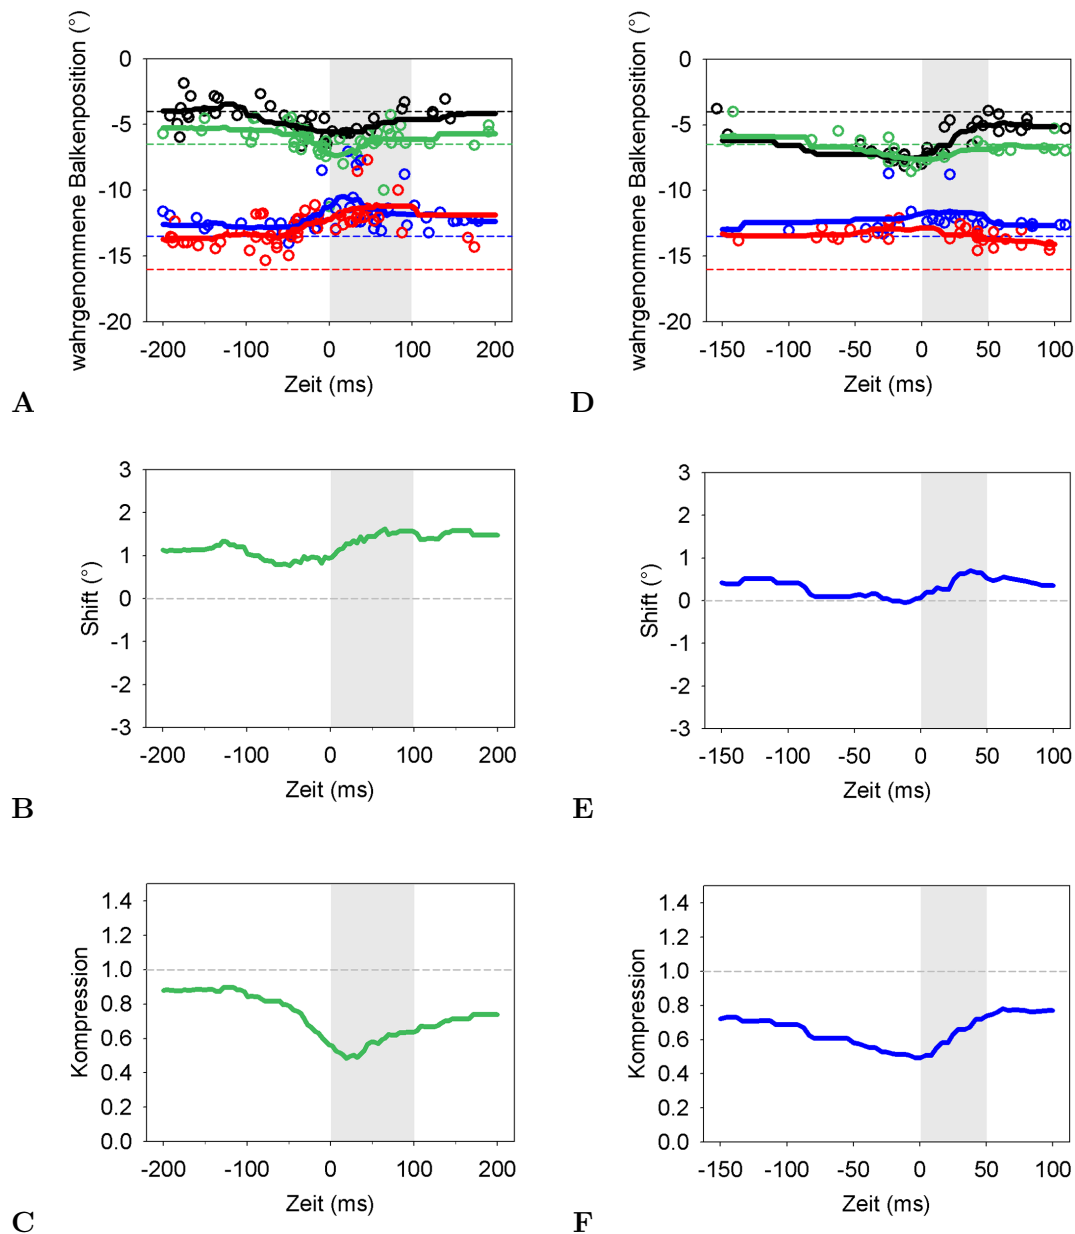 wahrgenommene Balkenposition (°)
0
-5
-10
-15
-20
-200 -100 0 100 200
Zeit (ms)
A
wahrgenommene Balkenposition (°)
0
-5
-10
-15
-20
-150 -100 -50 0 50 100
Zeit (ms)
D
Shift (°)
3
2
1
0
-1
-2
-3
-200 -100 0 100 200
Zeit (ms)
B
Shift (°)
3
2
1
0
-1
-2
-3
-150 -100 -50 0 50 100
Zeit (ms)
E
Kompression
1.4
1.2
1.0
0.8
0.6
0.4
0.2
0.0
-200 -100 0 100 200
Zeit (ms)
C
Kompression
1.4
1.2
1.0
0.8
0.6
0.4
0.2
0.0
-150 -100 -50 0 50 100
Zeit (ms)
F